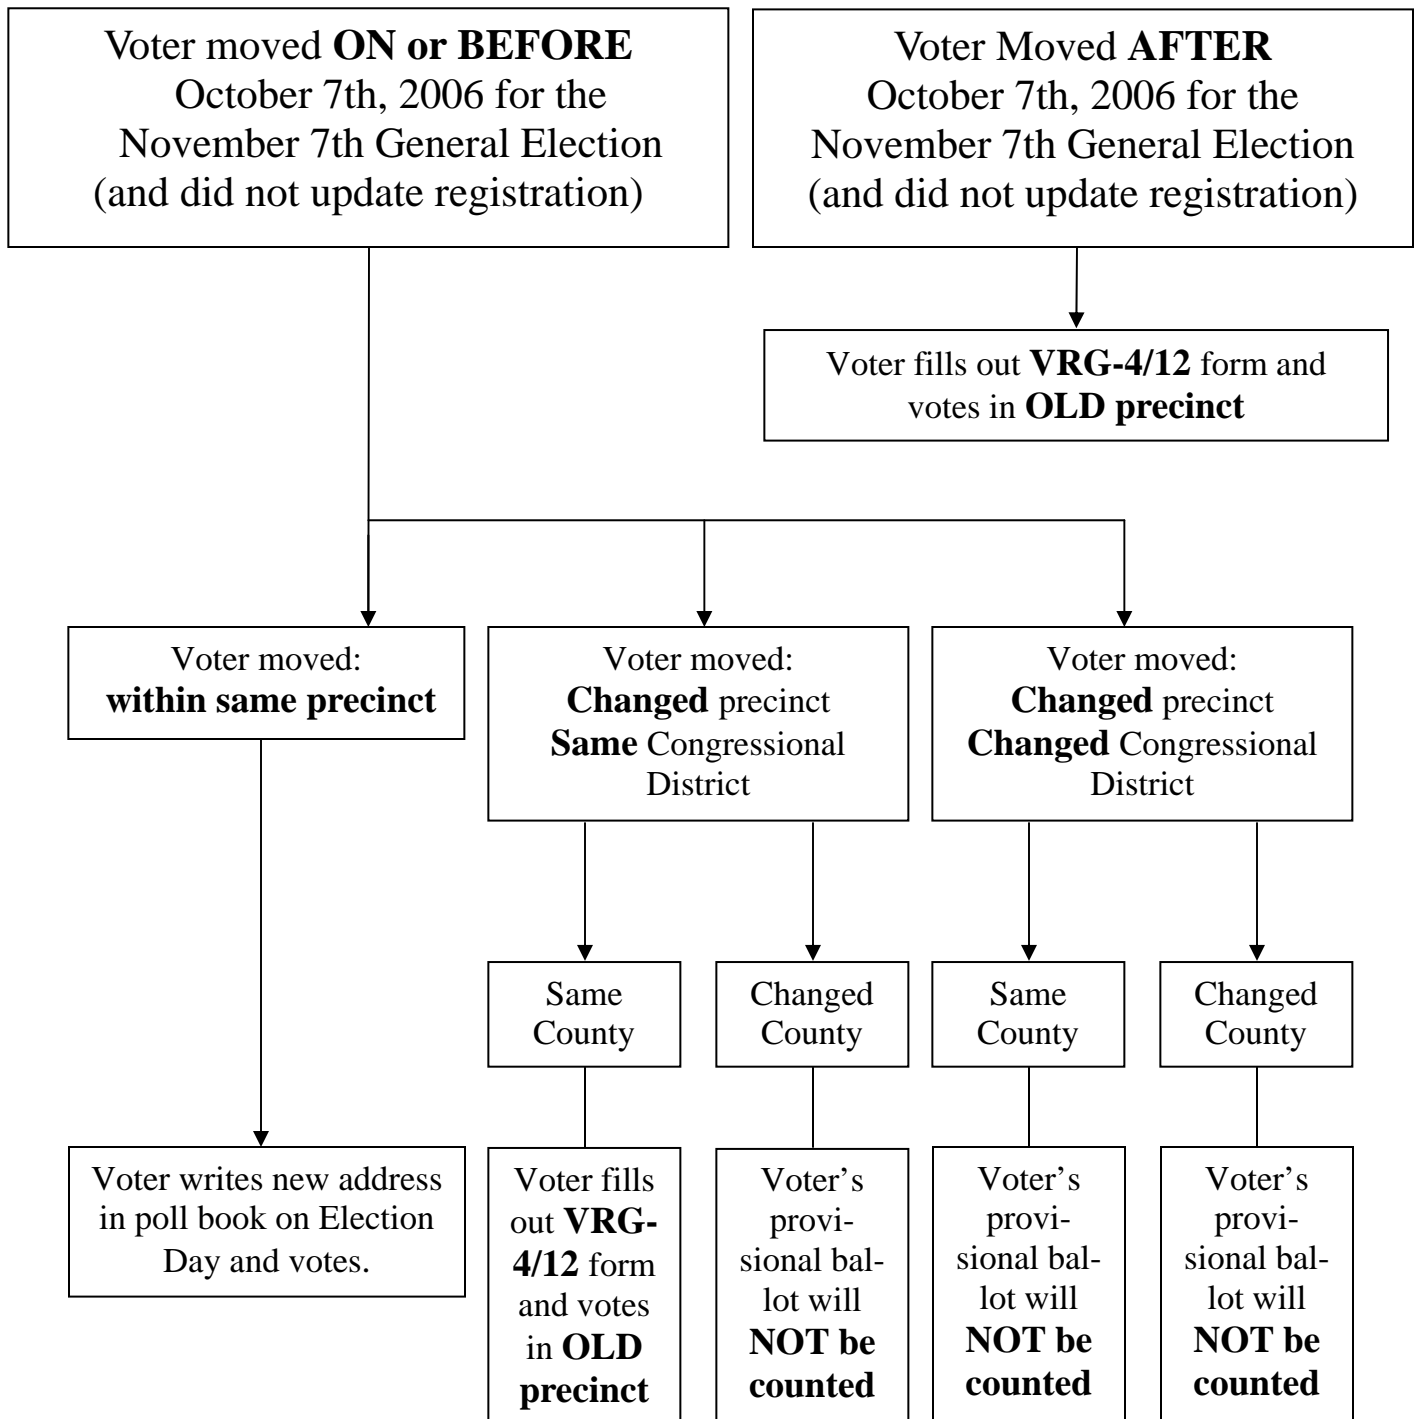 Voter moved ON or BEFORE
October 7th, 2006 for the
November 7th General Election
(and did not update registration)
Voter Moved AFTER
October 7th, 2006 for the
November 7th General Election
(and did not update registration)
Voter fills out VRG-4/12 form and
votes in OLD precinct
Voter moved:
within same precinct
Voter moved:
Changed precinct
Same Congressional
District
Voter moved:
Changed precinct
Changed Congressional
District
Same
County
Changed
County
Same
County
Changed
County
Voter writes new address
in poll book on Election
Day and votes.
Voter fills
out VRG-
4/12 form
and votes
in OLD
precinct
Voter's
provi-
sional bal-
lot will
NOT be
counted
Voter's
provi-
sional bal-
lot will
NOT be
counted
Voter's
provi-
sional bal-
lot will
NOT be
counted